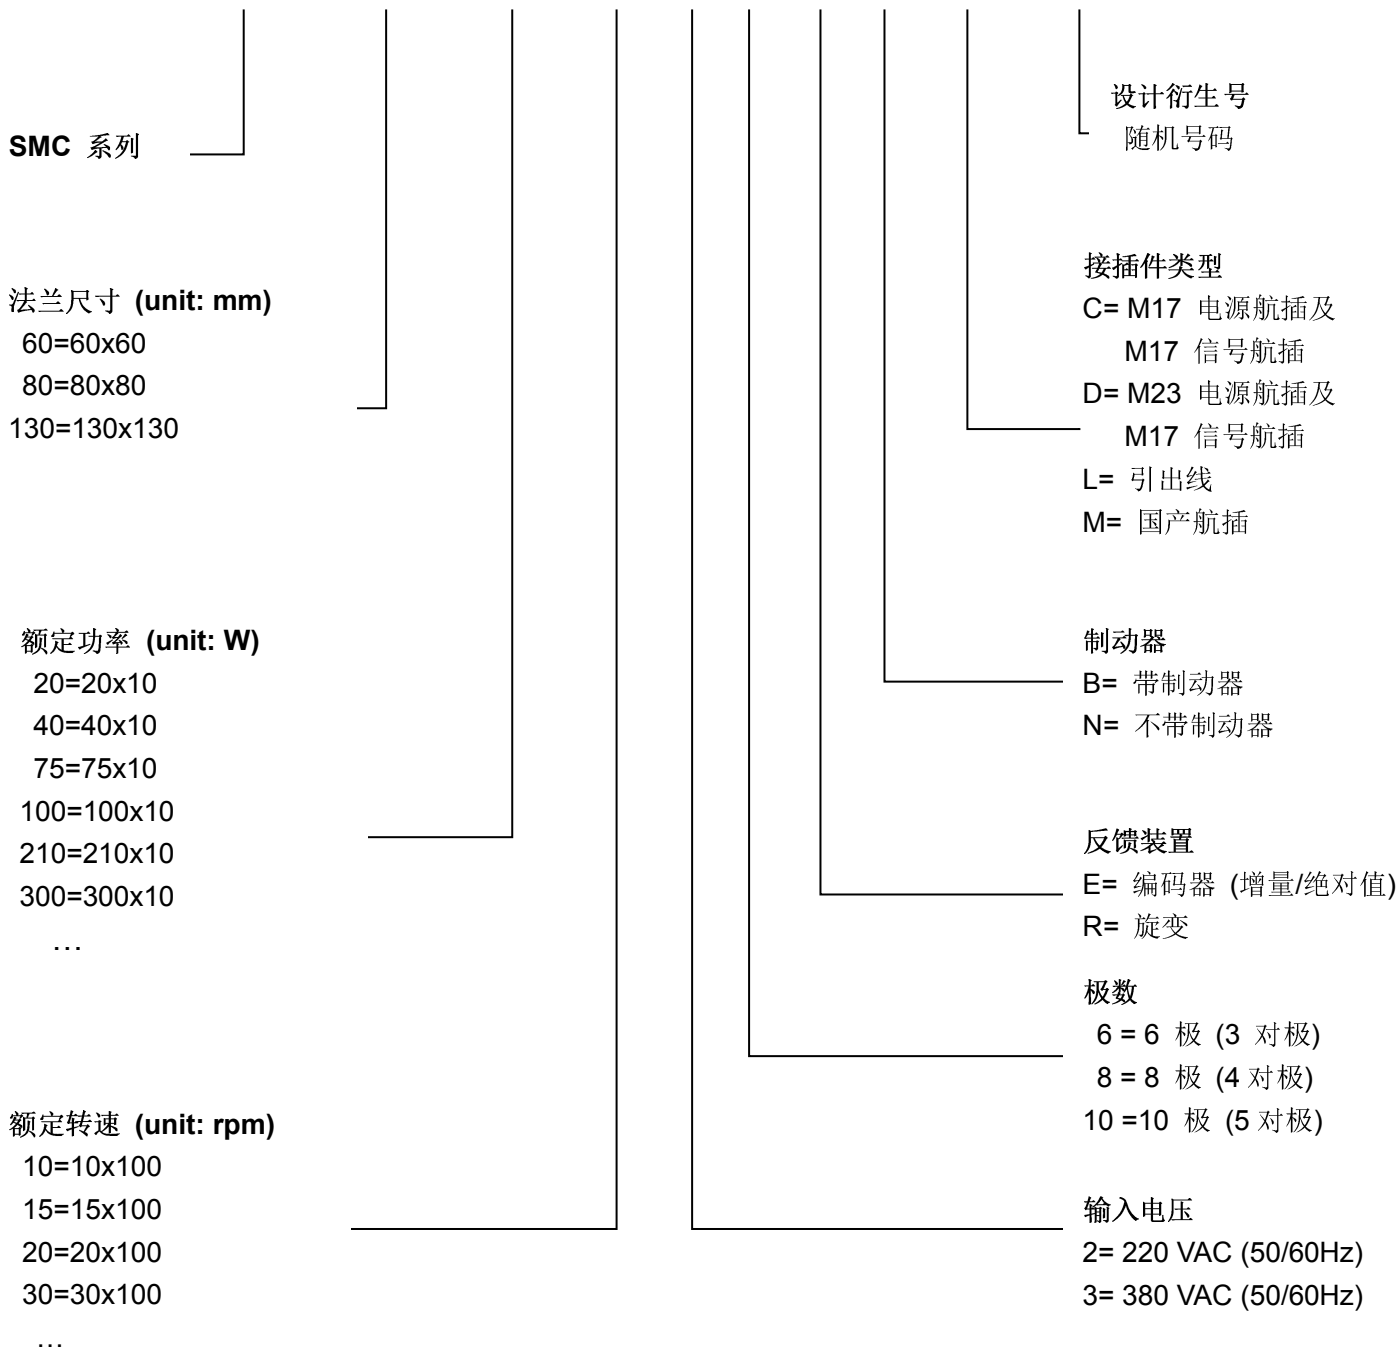 SMC 系列
法兰尺寸 (unit: mm)
60=60x60
80=80x80
130=130x130
额定功率 (unit: W)
20=20x10
40=40x10
75=75x10
100=100x10
210=210x10
300=300x10
…
额定转速 (unit: rpm)
10=10x100
15=15x100
20=20x100
30=30x100
…
设计衍生号
随机号码
接插件类型
C= M17 电源航插及
M17 信号航插
D= M23 电源航插及
M17 信号航插
L= 引出线
M= 国产航插
制动器
B= 带制动器
N= 不带制动器
反馈装置
E= 编码器 (增量/绝对值)
R= 旋变
极数
6 = 6 极 (3 对极)
8 = 8 极 (4 对极)
10 =10 极 (5 对极)
输入电压
2= 220 VAC (50/60Hz)
3= 380 VAC (50/60Hz)